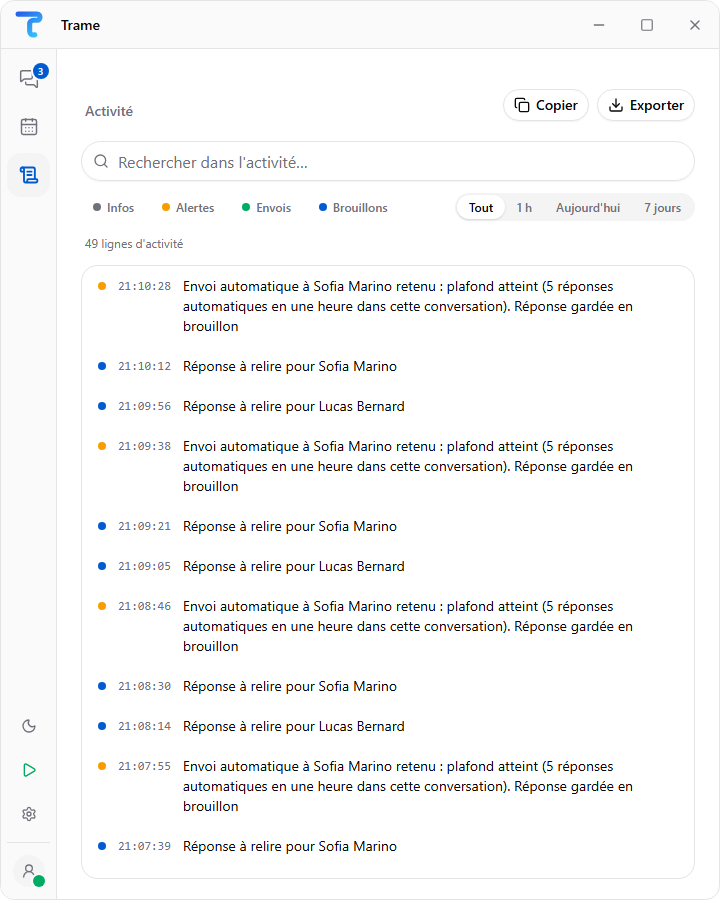 Trame
3
Activité
Copier
Exporter
Rechercher dans l'activité...
Infos
Alertes
Envois
Brouillons
Tout
1 h
Aujourd'hui
7 jours
49 lignes d'activité
21:10:28 Envoi automatique à Sofia Marino retenu : plafond atteint (5 réponses
automatiques en une heure dans cette conversation). Réponse gardée en
brouillon
21:10:12 Réponse à relire pour Sofia Marino
21:09:56 Réponse à relire pour Lucas Bernard
21:09:38 Envoi automatique à Sofia Marino retenu : plafond atteint (5 réponses
automatiques en une heure dans cette conversation). Réponse gardée en
brouillon
21:09:21 Réponse à relire pour Sofia Marino
21:09:05 Réponse à relire pour Lucas Bernard
21:08:46 Envoi automatique à Sofia Marino retenu : plafond atteint (5 réponses
automatiques en une heure dans cette conversation). Réponse gardée en
brouillon
21:08:30 Réponse à relire pour Sofia Marino
21:08:14 Réponse à relire pour Lucas Bernard
21:07:55 Envoi automatique à Sofia Marino retenu : plafond atteint (5 réponses
automatiques en une heure dans cette conversation). Réponse gardée en
brouillon
21:07:39 Réponse à relire pour Sofia Marino